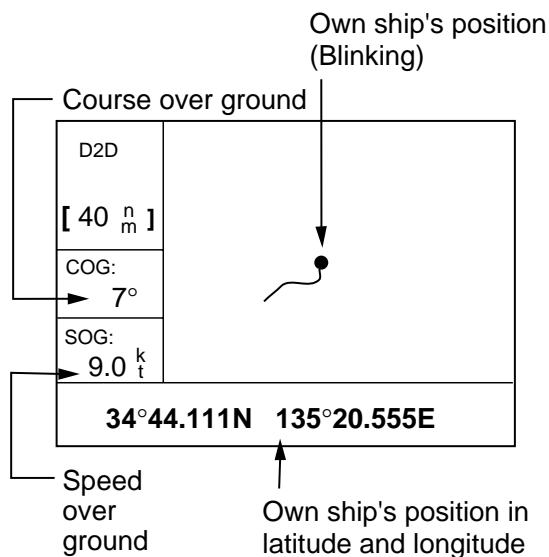 Own ship's position
(Blinking)
Course over ground
D2D
[ 40 nm ]
COG:
7°
SOG:
9.0 kt
34°44.111N 135°20.555E
Speed
over
ground
Own ship's position in
latitude and longitude